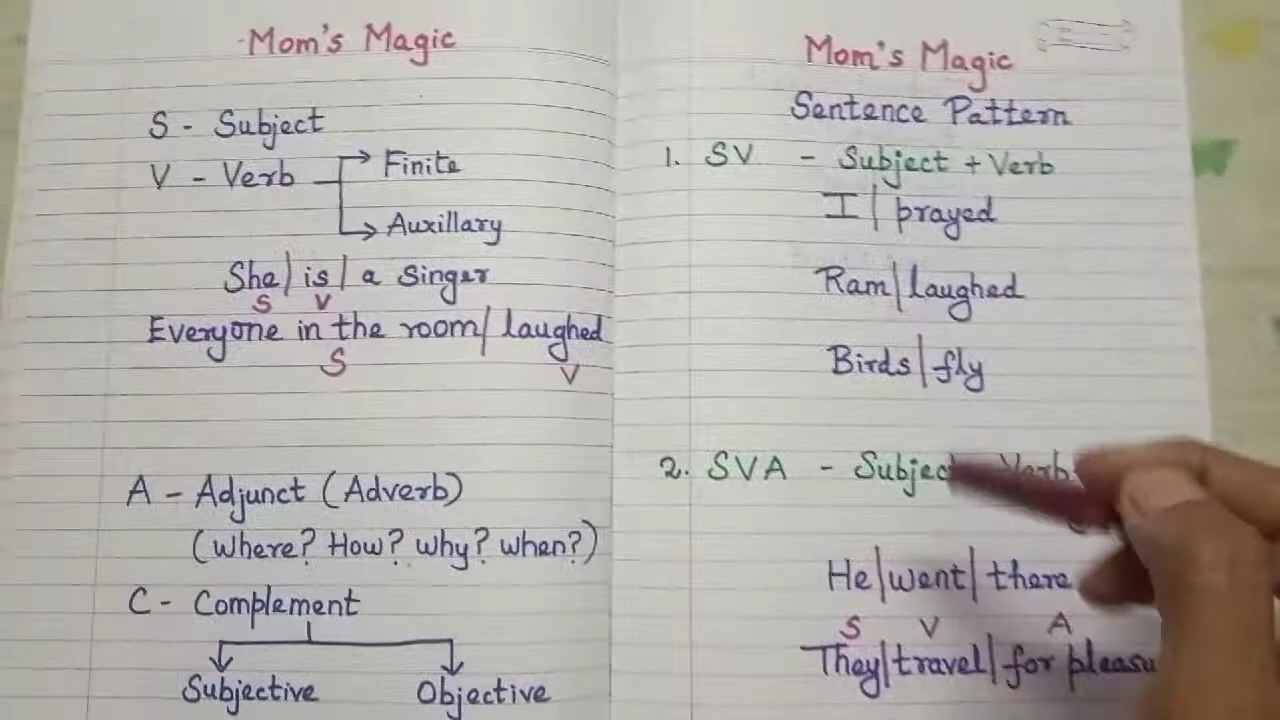 Mom's Magic
S - Subject
V - Verb
Finite
Auxillary
She| is| a singer
S V
Everyone in the room| laughed
S V
A - Adjunct (Adverb)
(Where? How? why? when?)
C - Complement
Subjective Objective
Mom's Magic
Sentence Pattern
1. SV - Subject + Verb
I| prayed
Ram| laughed
Birds| fly
2. SVA - Subject Verb
He| went| there
S V A
They| travel| for